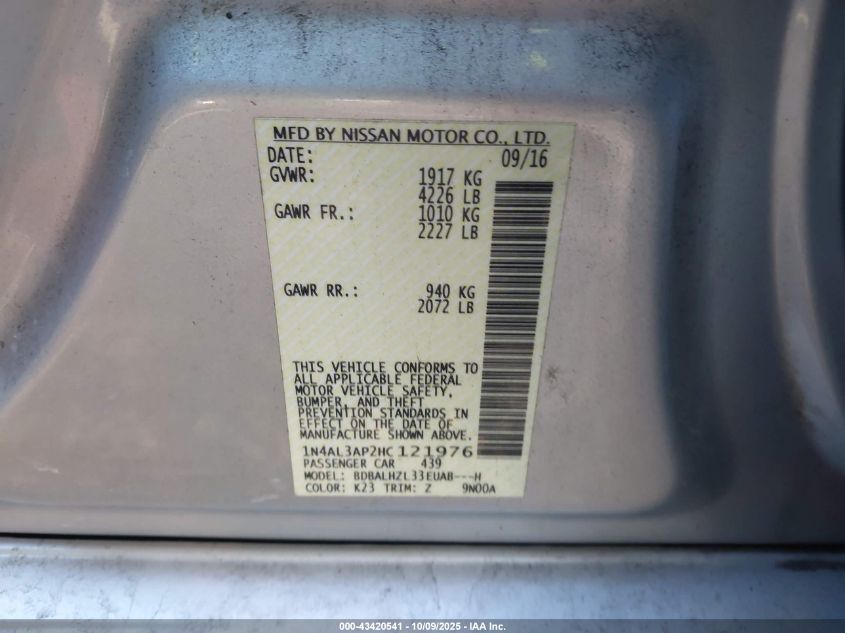 MFD BY NISSAN MOTOR CO., LTD.
DATE: 09/16
GVWR: 1917 KG
4226 LB
GAWR FR.: 1010 KG
2227 LB
GAWR RR.: 940 KG
2072 LB
THIS VEHICLE CONFORMS TO
ALL APPLICABLE FEDERAL
MOTOR VEHICLE SAFETY,
BUMPER, AND THEFT
PREVENTION STANDARDS IN
EFFECT ON THE DATE OF
MANUFACTURE SHOWN ABOVE.
1N4AL3AP2HC 121976
PASSENGER CAR 439
MODEL: BDBALHZL33EUAB---H
COLOR: K23 TRIM: Z 9N00A
000-43420541 - 10/09/2025 - IAA Inc.